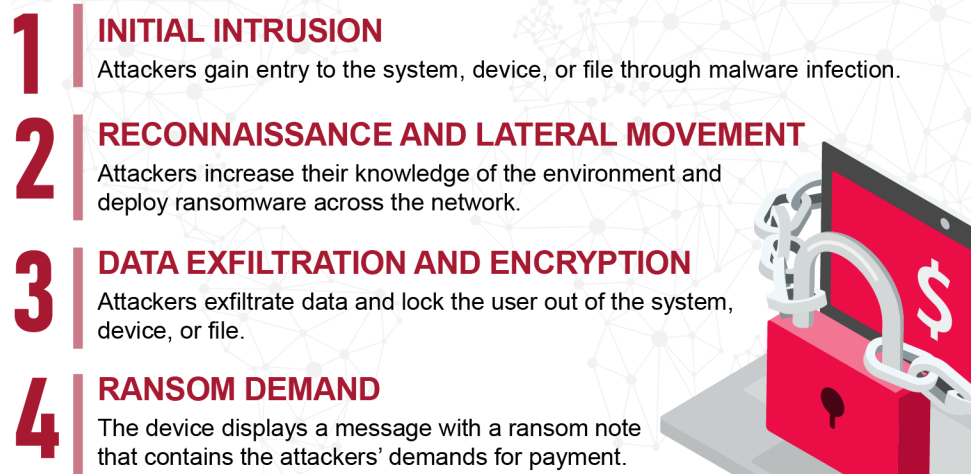 1
INITIAL INTRUSION
Attackers gain entry to the system, device, or file through malware infection.
2
RECONNAISSANCE AND LATERAL MOVEMENT
Attackers increase their knowledge of the environment and
deploy ransomware across the network.
3
DATA EXFILTRATION AND ENCRYPTION
Attackers exfiltrate data and lock the user out of the system,
device, or file.
$
4
RANSOM DEMAND
The device displays a message with a ransom note
that contains the attackers’ demands for payment.